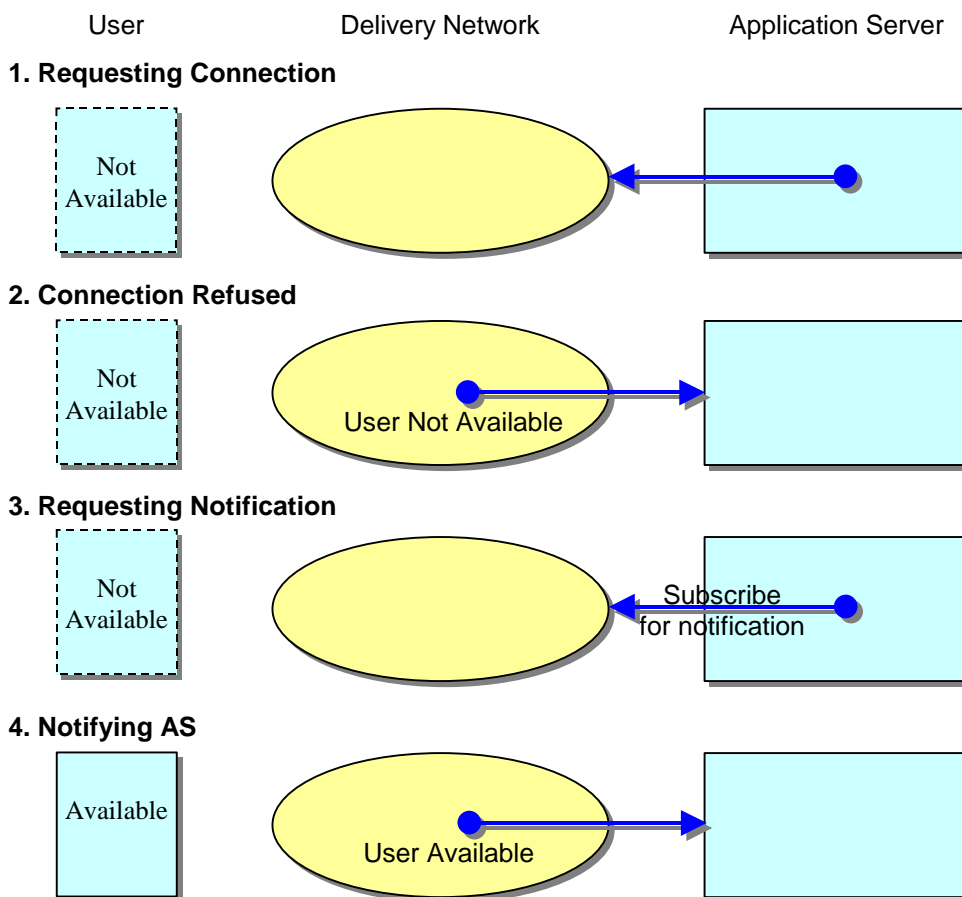 User Delivery Network Application Server
1. Requesting Connection
Not
Available
2. Connection Refused
Not
Available
User Not Available
3. Requesting Notification
Not
Available
Subscribe
for notification
4. Notifying AS
Available
User Available